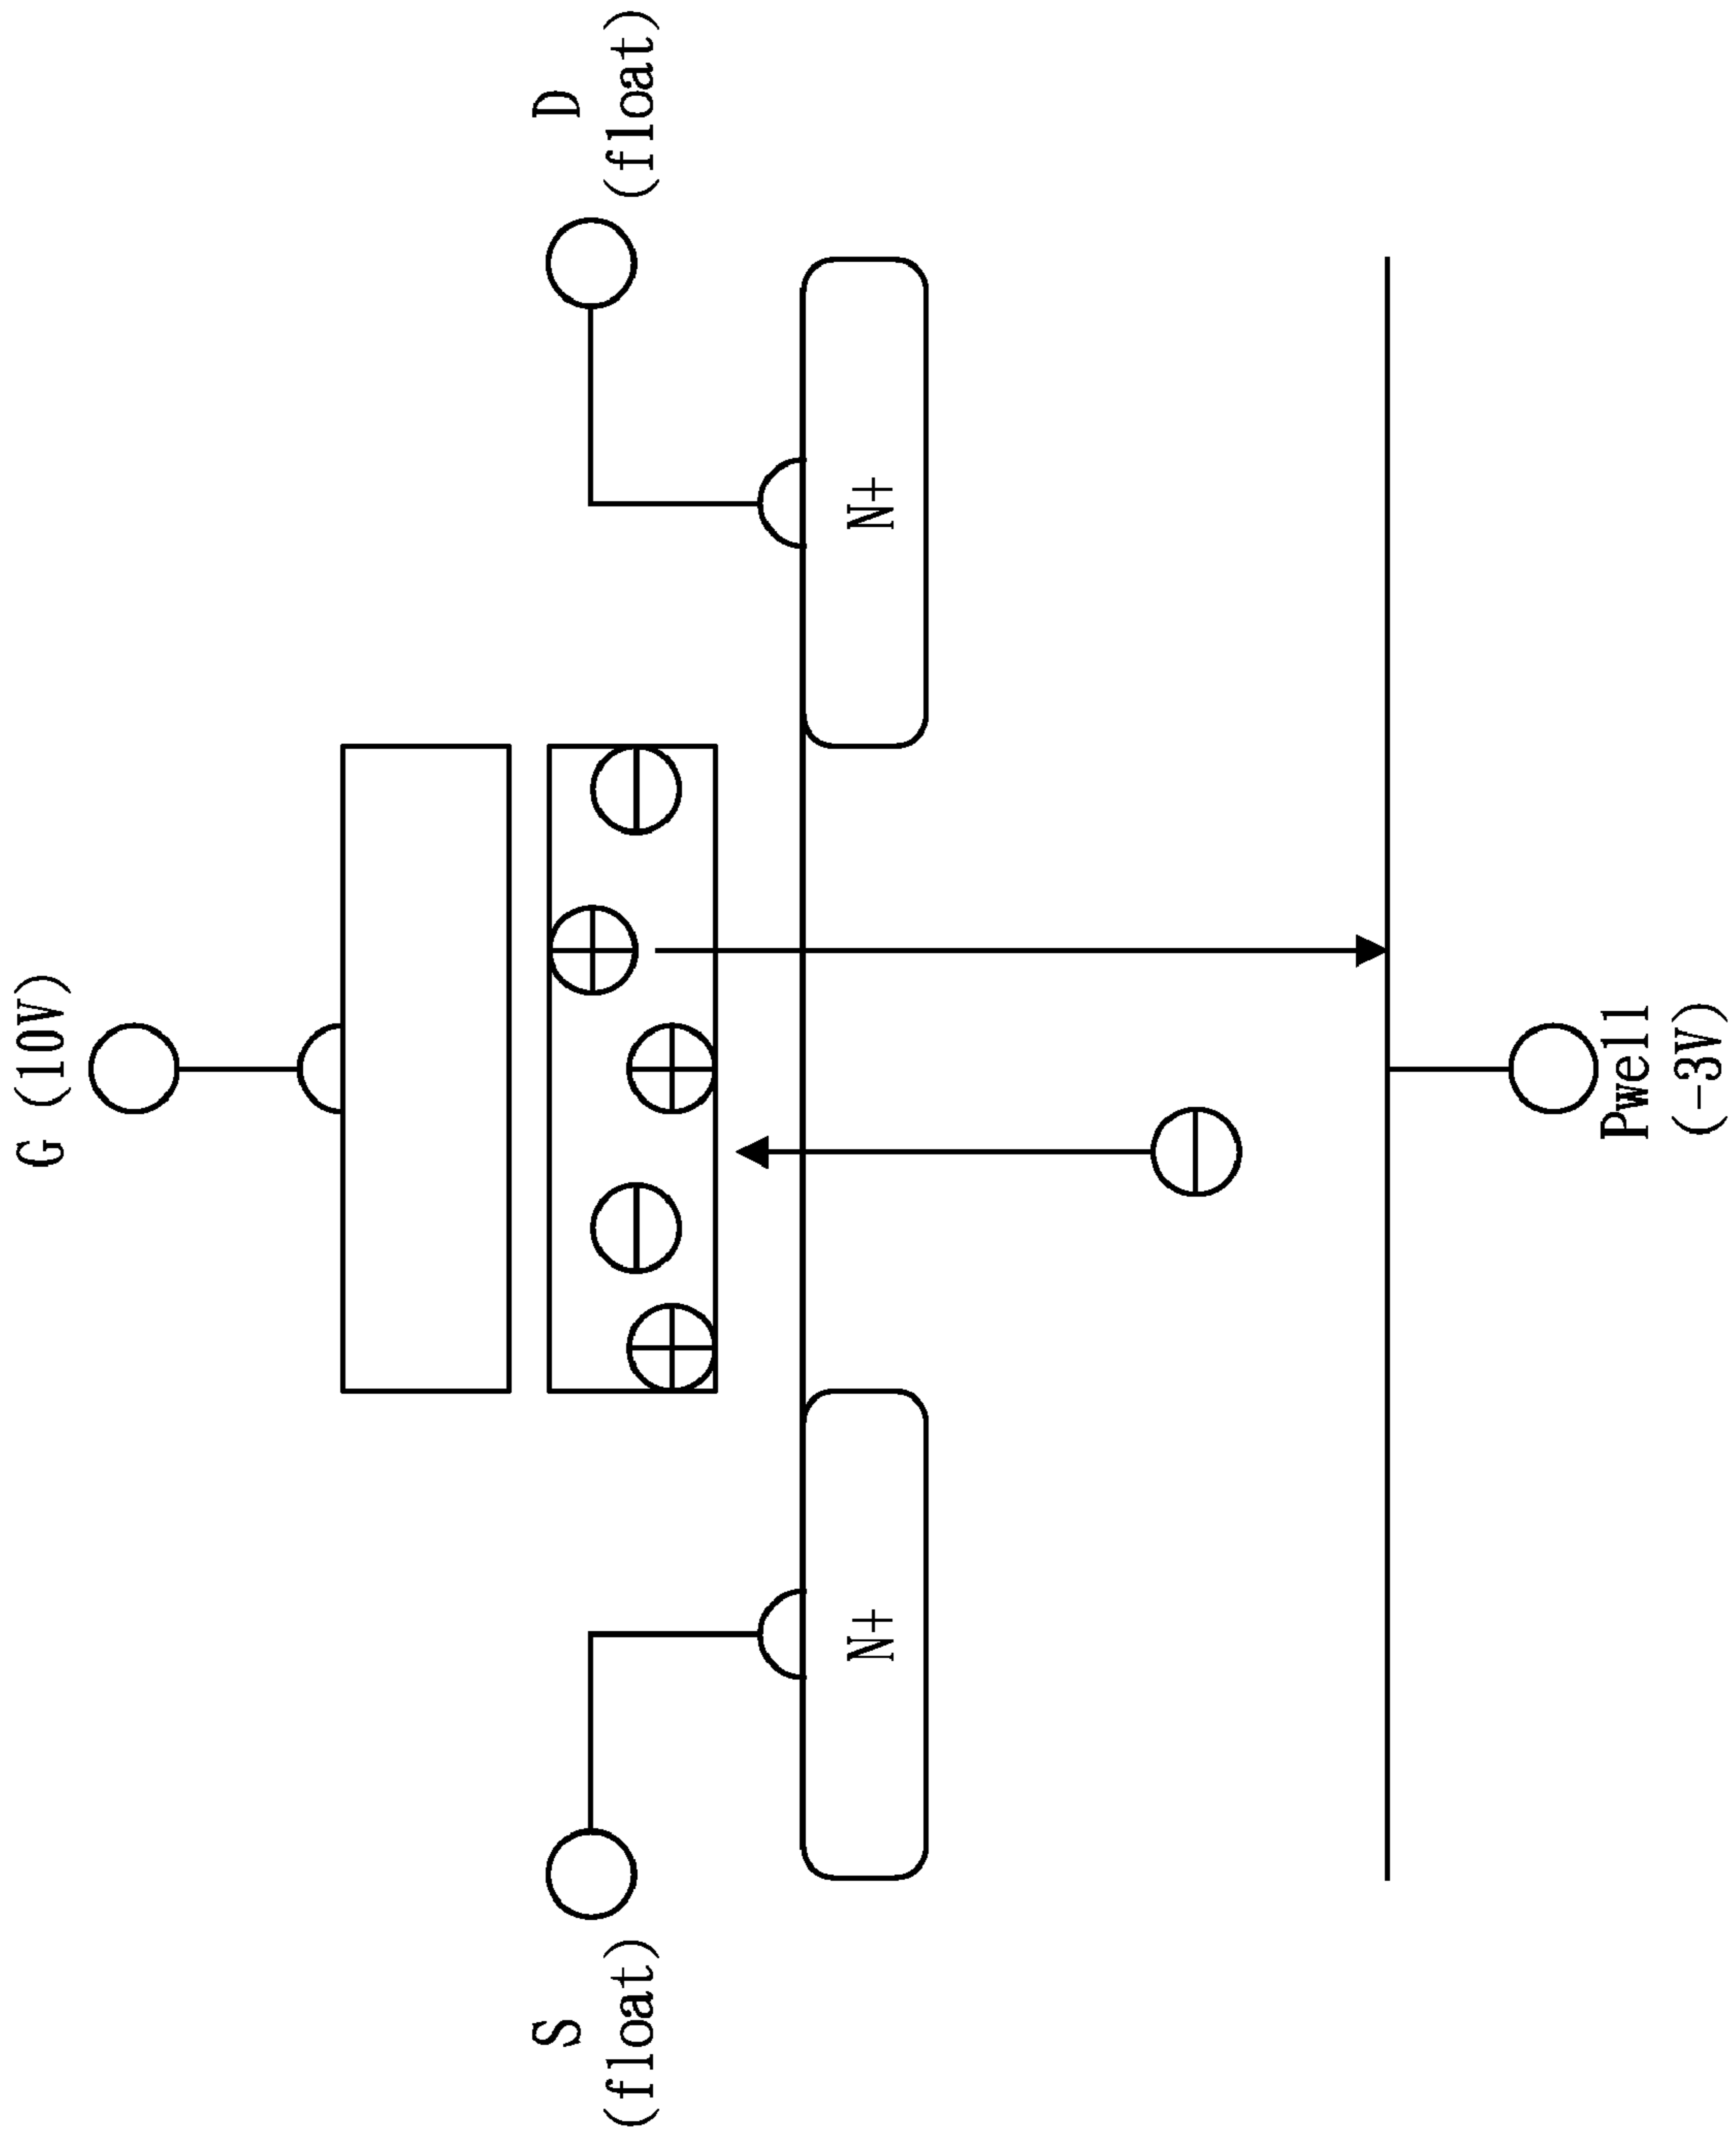 G (10V)
S
(float)
D
(float)
N+
N+
Pwell
(-3V)